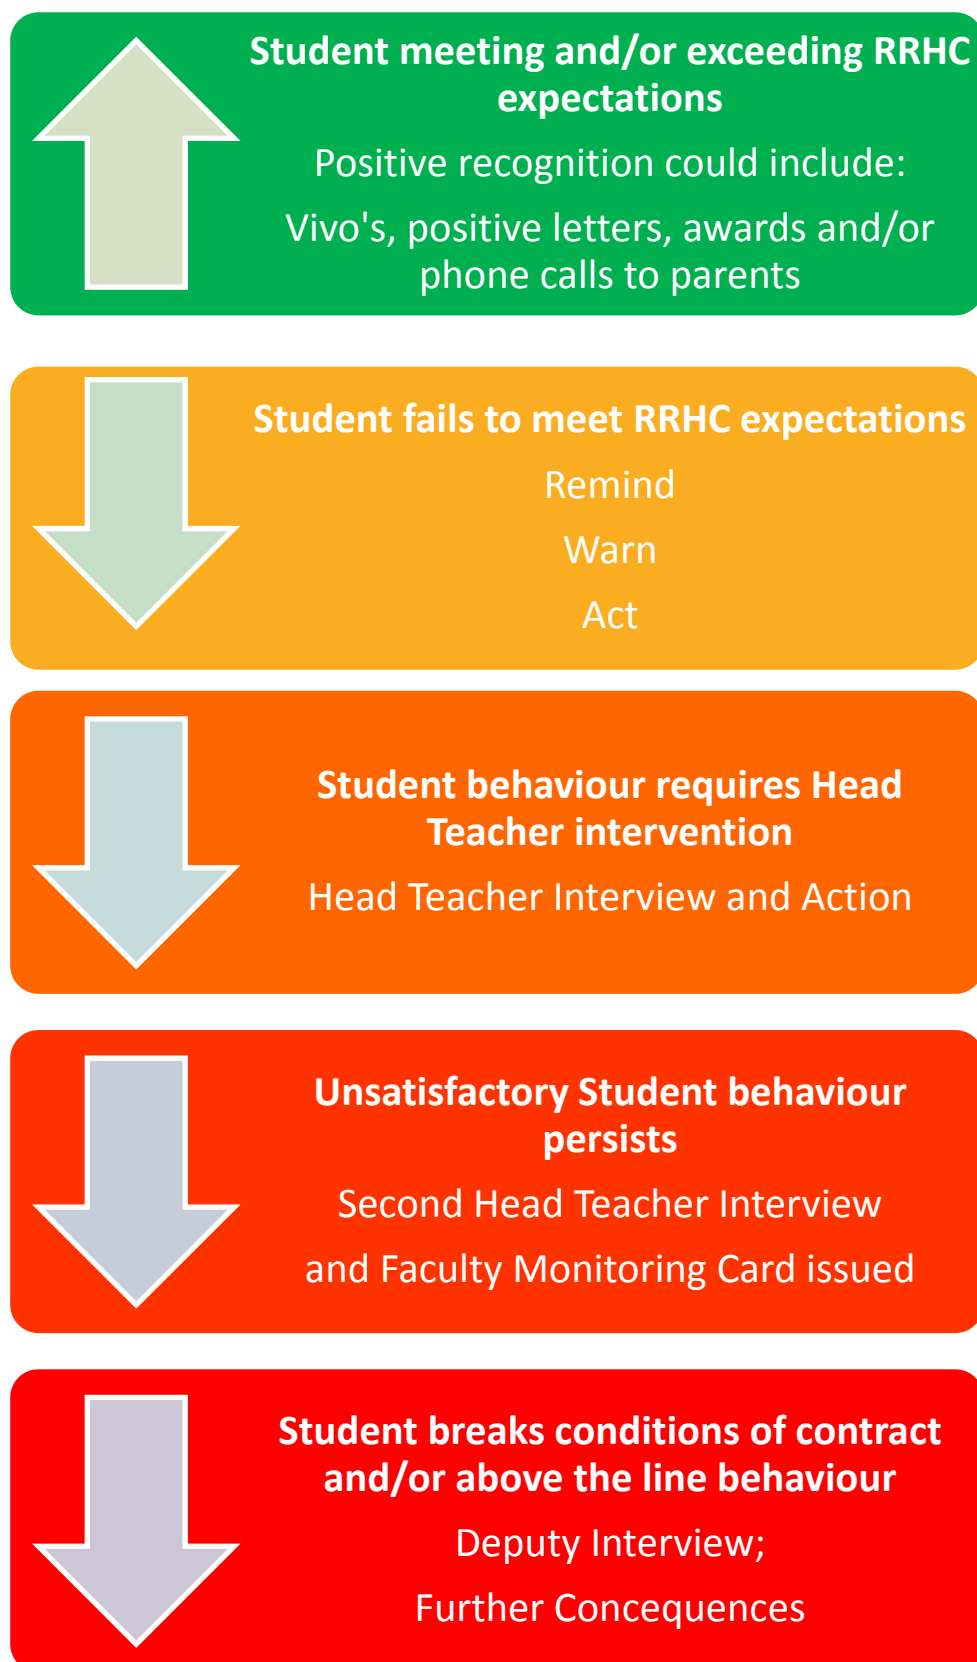 Student meeting and/or exceeding RRHC
expectations
Positive recognition could include:
Vivo's, positive letters, awards and/or
phone calls to parents
Student fails to meet RRHC expectations
Remind
Warn
Act
Student behaviour requires Head
Teacher intervention
Head Teacher Interview and Action
Unsatisfactory Student behaviour
persists
Second Head Teacher Interview
and Faculty Monitoring Card issued
Student breaks conditions of contract
and/or above the line behaviour
Deputy Interview;
Further Concequences